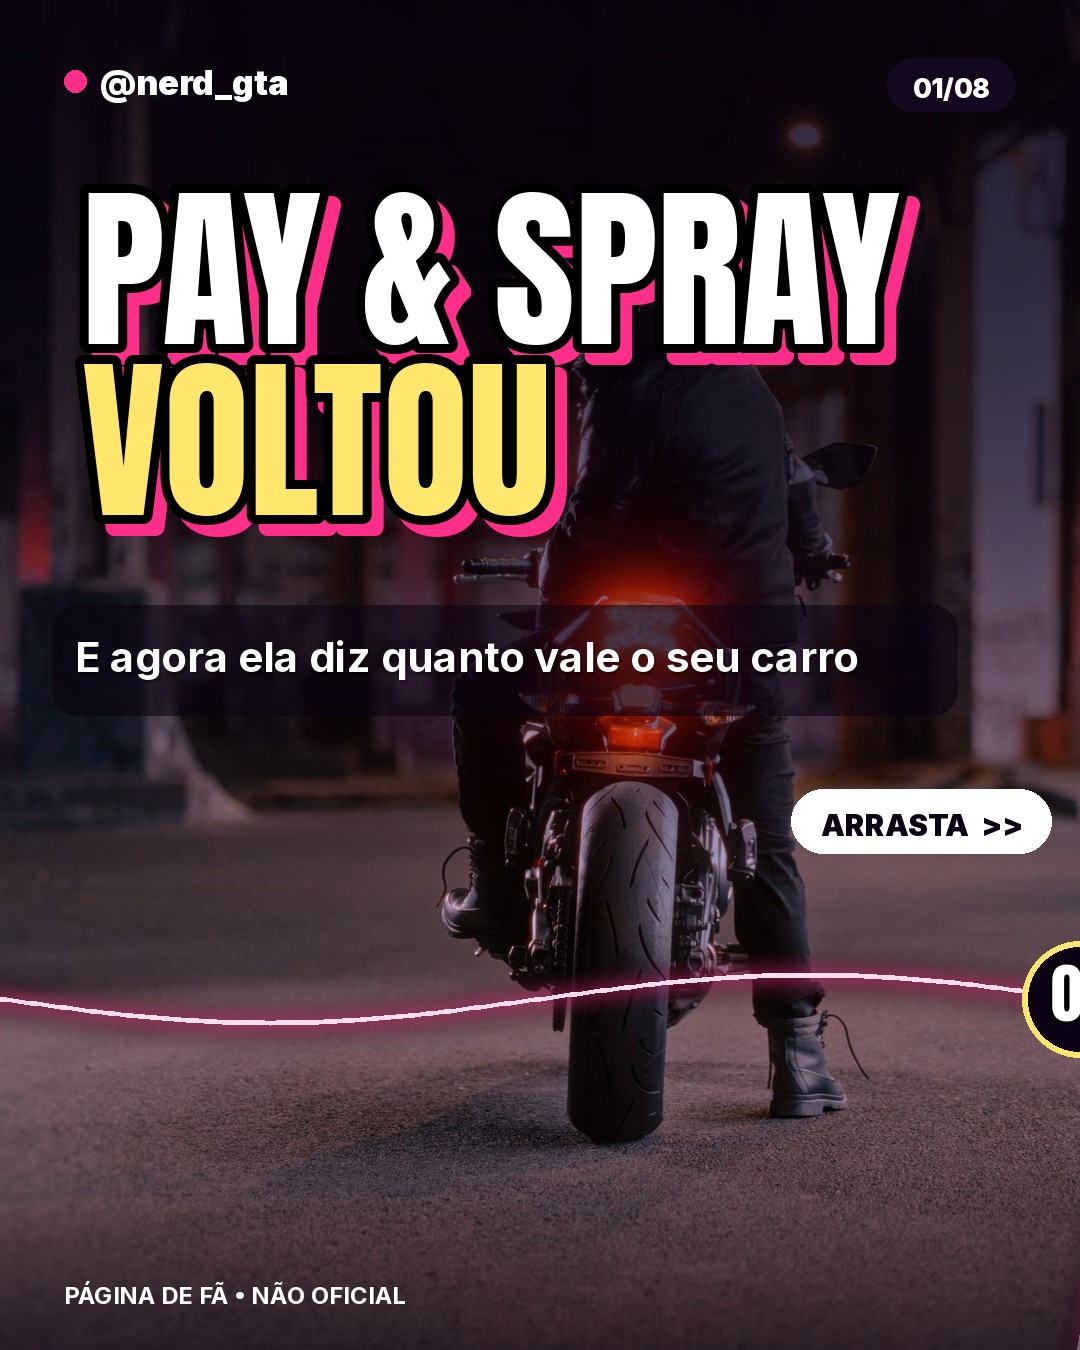 @nerd_gta
01/08
PAY & SPRAY
VOLTOU
E agora ela diz quanto vale o seu carro
ARRASTA >>
0
PÁGINA DE FÃ • NÃO OFICIAL